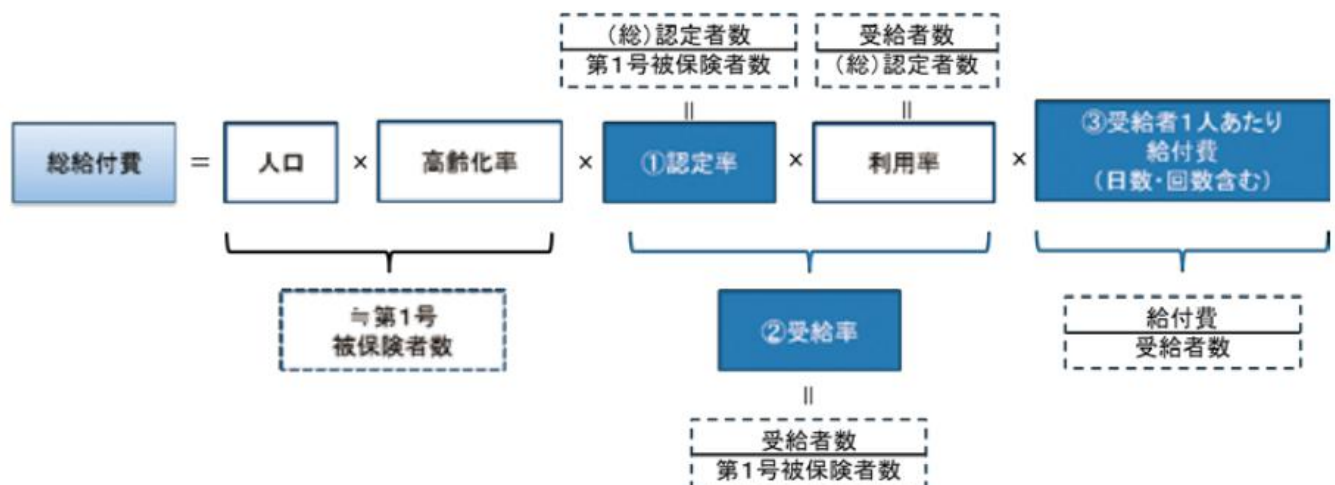 (総)認定者数
第1号被保険者数
受給者数
(総)認定者数
||
||
総給付費 = 人口 × 高齢化率 × ①認定率 × 利用率 × ③受給者1人あたり
給付費
(日数・回数含む)
≒第1号
被保険者数
②受給率
給付費
受給者数
||
受給者数
第1号被保険者数